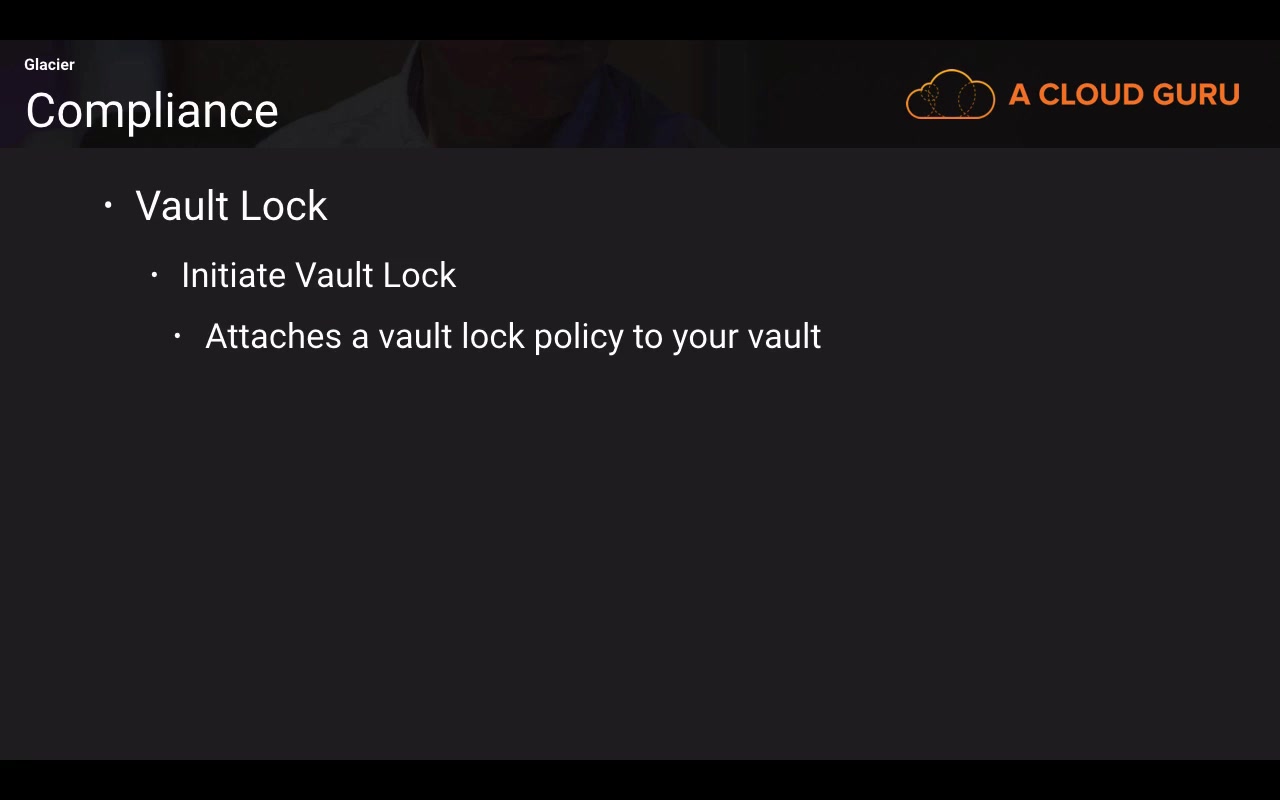 Glacier
Compliance
A CLOUD GURU
• Vault Lock
• Initiate Vault Lock
• Attaches a vault lock policy to your vault